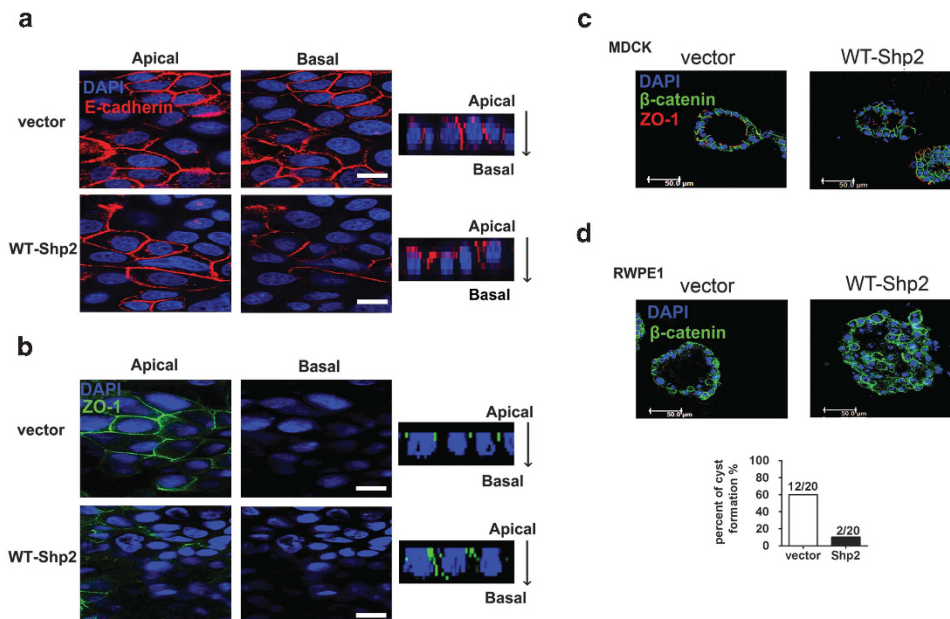 a
Apical Basal
DAPI
E-cadherin
vector
Apical
Basal
WT-Shp2
Apical
Basal
b
Apical Basal
DAPI
ZO-1
vector
Apical
Basal
WT-Shp2
Apical
Basal
c
MDCK
vector WT-Shp2
DAPI
β-catenin
ZO-1
50.0 µm 50.0 µm
d
RWPE1
vector WT-Shp2
DAPI
β-catenin
50.0 µm 50.0 µm
percent of cyst
formation %
100
80
60
40
20
0
12/20
2/20
vector Shp2